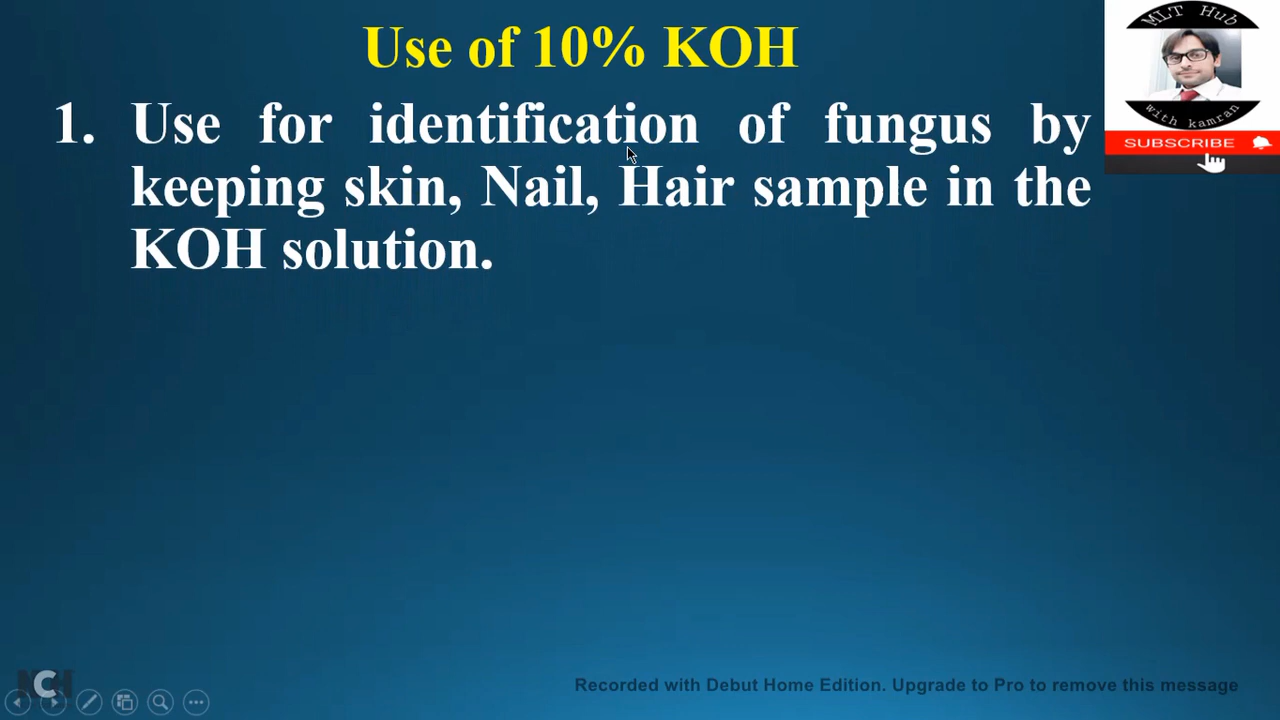 Use of 10% KOH
MLT Hub
with kamran
SUBSCRIBE
1. Use for identification of fungus by
keeping skin, Nail, Hair sample in the
KOH solution.
Recorded with Debut Home Edition. Upgrade to Pro to remove this message